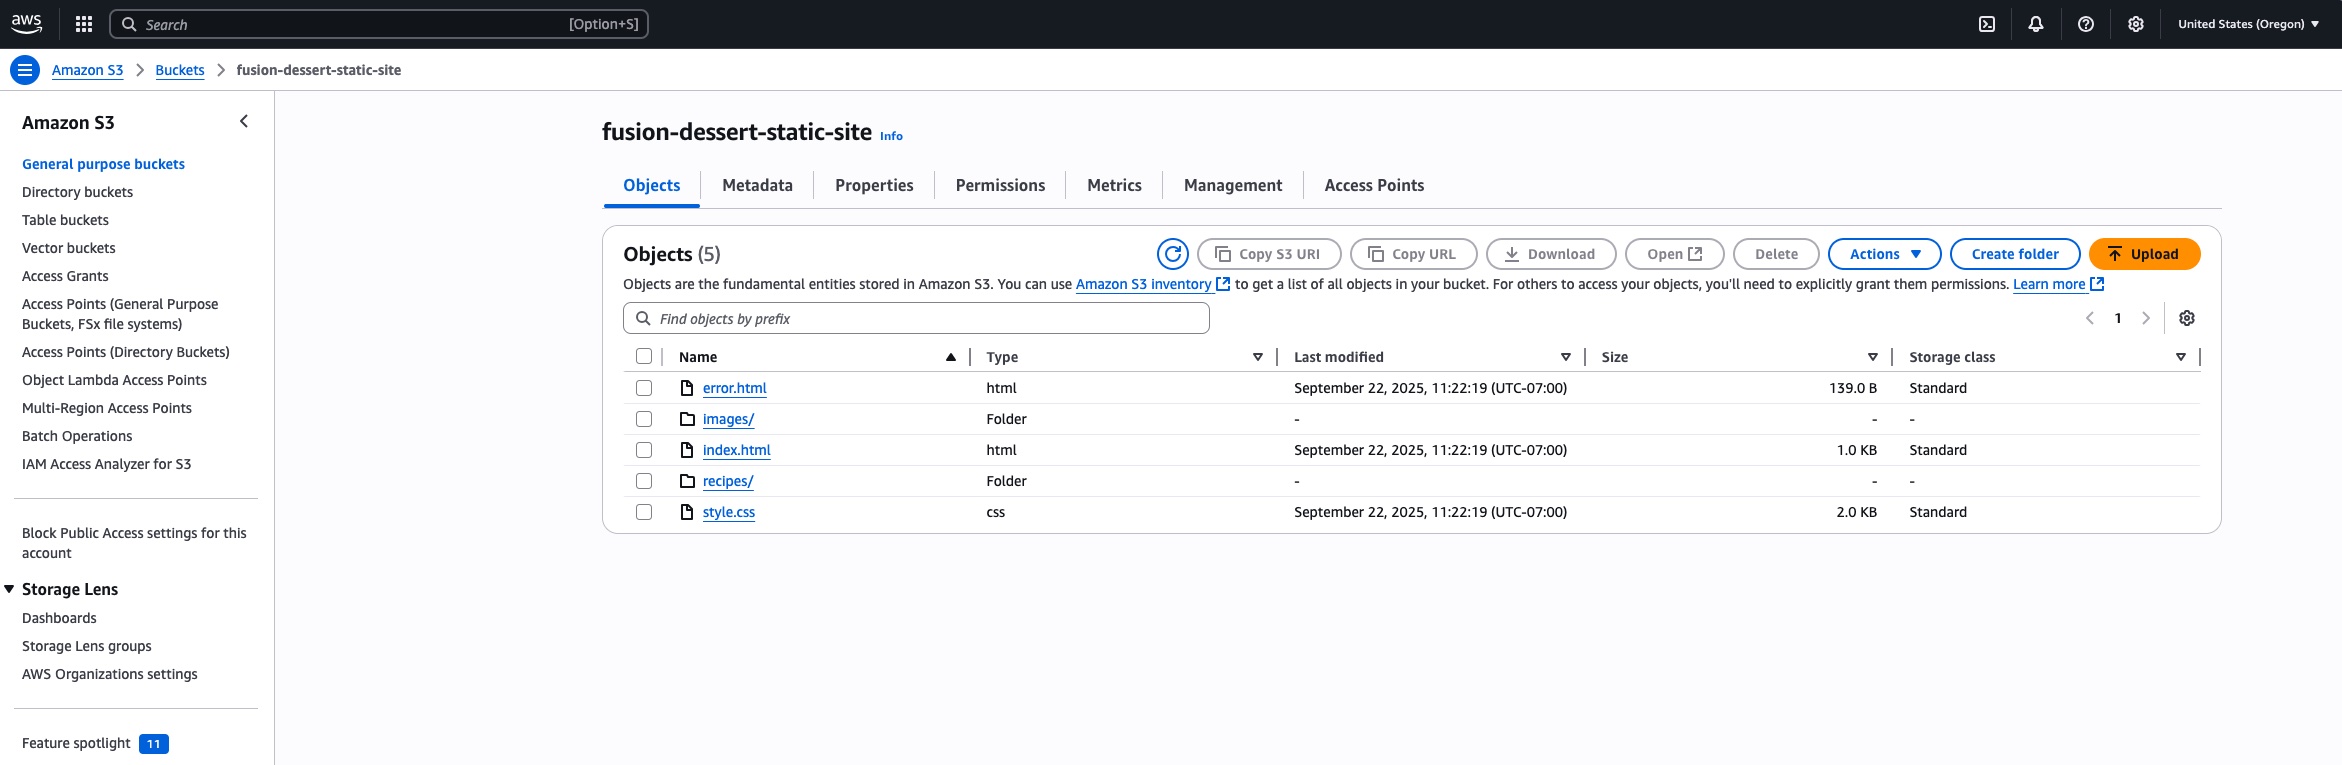 aws
Search [Option+S]
United States (Oregon)
Amazon S3 Buckets fusion-dessert-static-site
Amazon S3
General purpose buckets
Directory buckets
Table buckets
Vector buckets
Access Grants
Access Points (General Purpose
Buckets, FSx file systems)
Access Points (Directory Buckets)
Object Lambda Access Points
Multi-Region Access Points
Batch Operations
IAM Access Analyzer for S3
Block Public Access settings for this
account
Storage Lens
Dashboards
Storage Lens groups
AWS Organizations settings
Feature spotlight 11
fusion-dessert-static-site Info
Objects Metadata Properties Permissions Metrics Management Access Points
Objects (5) Copy S3 URI Copy URL Download Open Delete Actions Create folder Upload
Objects are the fundamental entities stored in Amazon S3. You can use Amazon S3 inventory to get a list of all objects in your bucket. For others to access your objects, you'll need to explicitly grant them permissions. Learn more
Find objects by prefix 1
Name Type Last modified Size Storage class
error.html html September 22, 2025, 11:22:19 (UTC-07:00) 139.0 B Standard
images/ Folder - - -
index.html html September 22, 2025, 11:22:19 (UTC-07:00) 1.0 KB Standard
recipes/ Folder - - -
style.css css September 22, 2025, 11:22:19 (UTC-07:00) 2.0 KB Standard